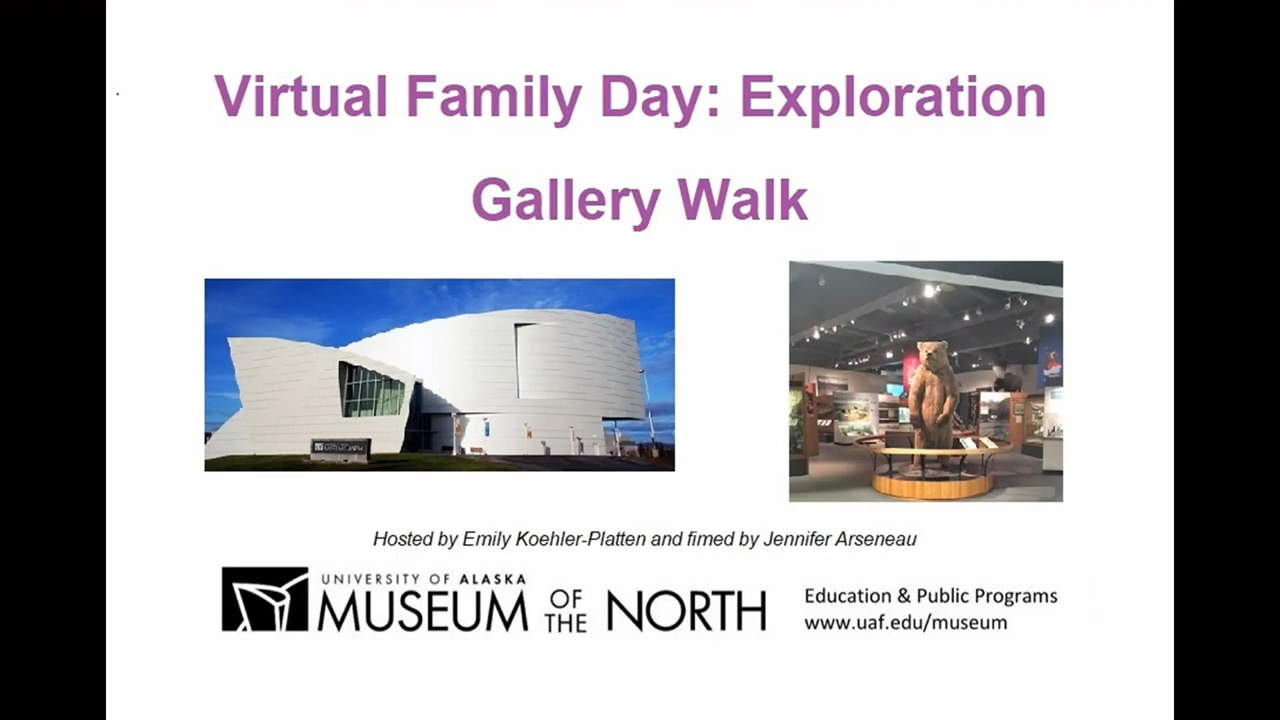 Virtual Family Day: Exploration
Gallery Walk
Hosted by Emily Koehler-Platten and fimed by Jennifer Arseneau
UNIVERSITY OF ALASKA
MUSEUM OF THE NORTH
Education & Public Programs
www.uaf.edu/museum